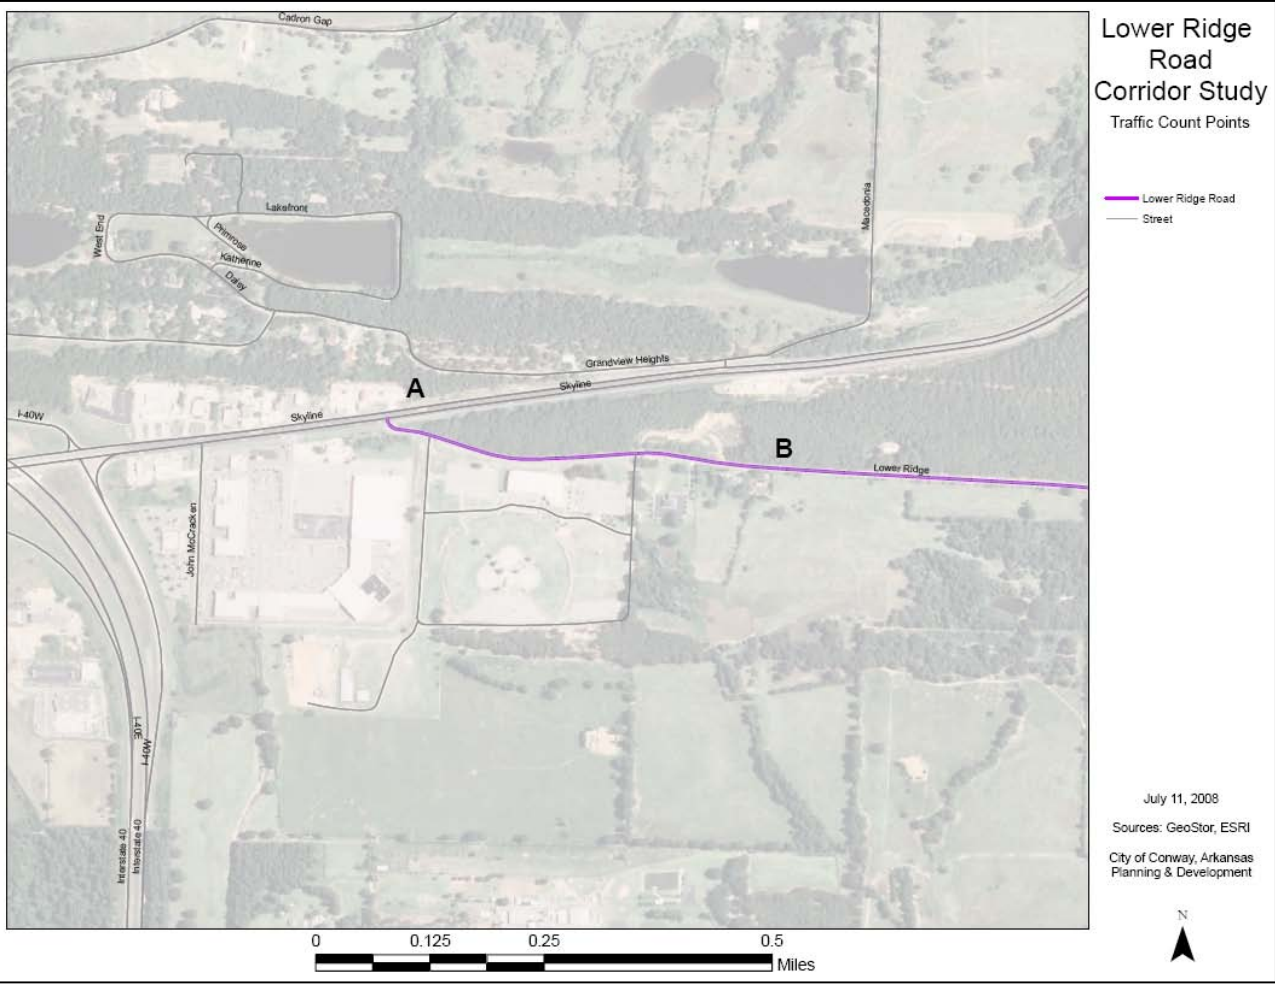 Lower Ridge
Road
Corridor Study
Traffic Count Points
Lower Ridge Road
Street
Cadron Gap
Macedonia
Lakefront
West End
Primrose
Katherine
Daisy
Grandview Heights
Skyline
A
Skyline
I-40W
B
Lower Ridge
John McCracken
I-40E
I-40W
Interstate 40
Interstate 40
July 11, 2008
Sources: GeoStor, ESRI
City of Conway, Arkansas
Planning & Development
N
0 0.125 0.25 0.5
Miles